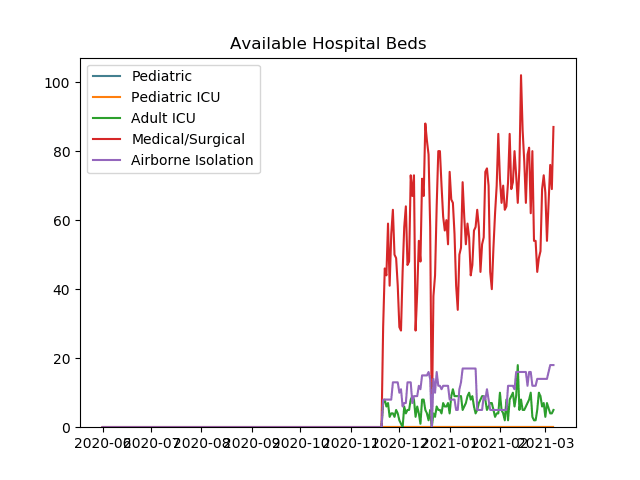 Available Hospital Beds
Pediatric
Pediatric ICU
Adult ICU
Medical/Surgical
Airborne Isolation
100
80
60
40
20
0
2020-06 2020-07 2020-08 2020-09 2020-10 2020-11 2020-12 2021-01 2021-02 2021-03